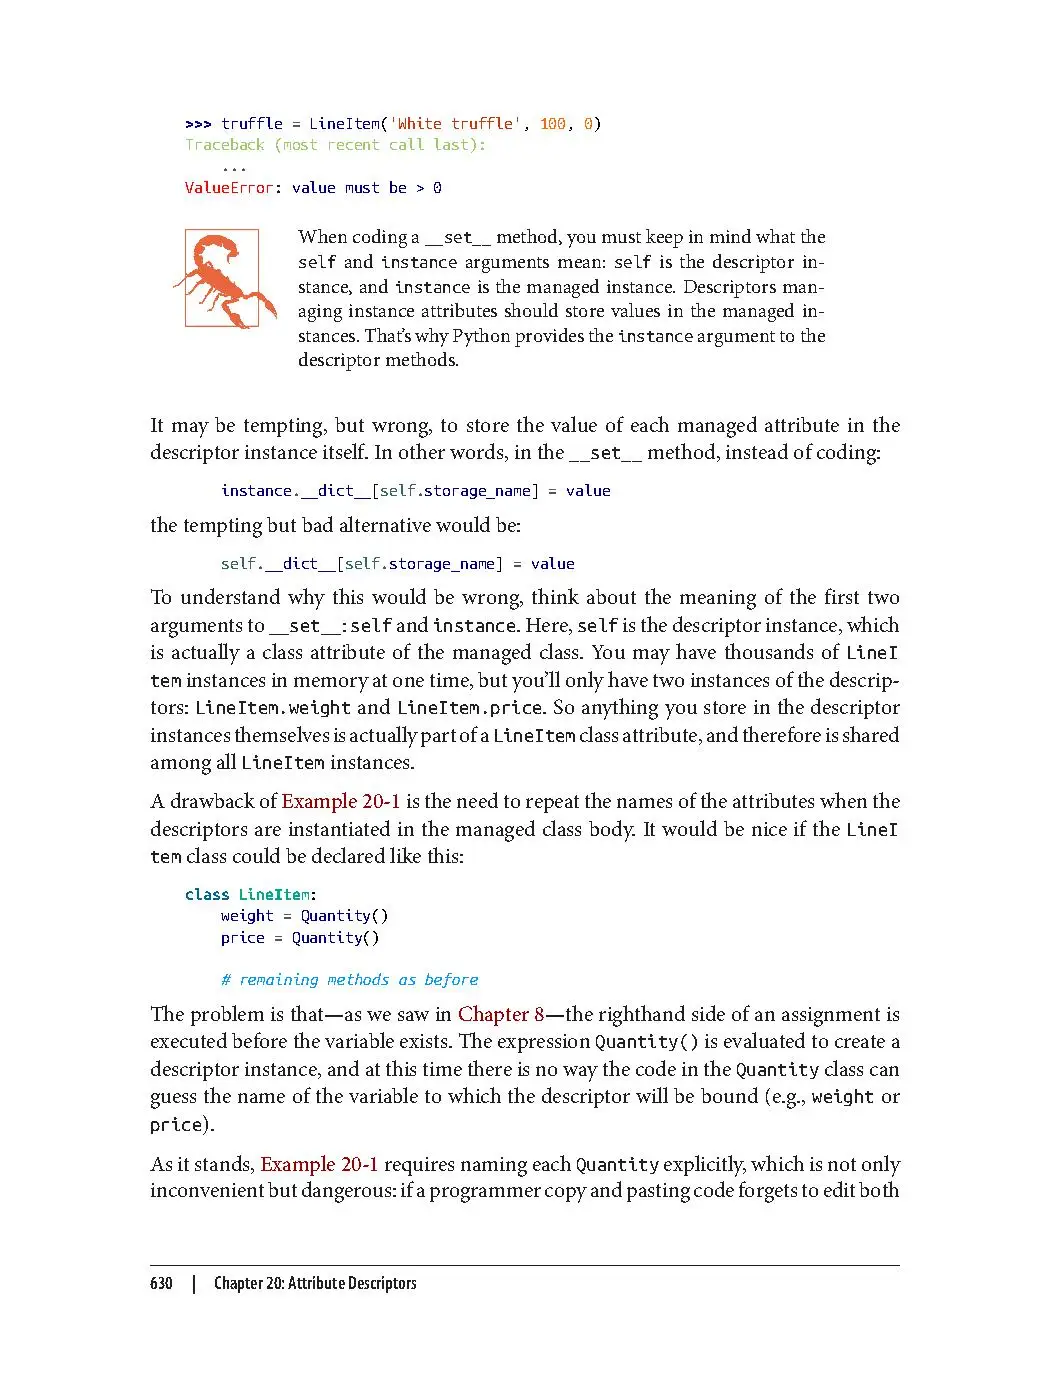 >>> truffle = LineItem('White truffle', 100, 0)
Traceback (most recent call last):
    ...
ValueError: value must be > 0
When coding a __set__ method, you must keep in mind what the
self and instance arguments mean: self is the descriptor in-
stance, and instance is the managed instance. Descriptors man-
aging instance attributes should store values in the managed in-
stances. That’s why Python provides the instance argument to the
descriptor methods.
It may be tempting, but wrong, to store the value of each managed attribute in the
descriptor instance itself. In other words, in the __set__ method, instead of coding:
instance.__dict__[self.storage_name] = value
the tempting but bad alternative would be:
self.__dict__[self.storage_name] = value
To understand why this would be wrong, think about the meaning of the first two
arguments to __set__: self and instance. Here, self is the descriptor instance, which
is actually a class attribute of the managed class. You may have thousands of LineI
tem instances in memory at one time, but you’ll only have two instances of the descrip-
tors: LineItem.weight and LineItem.price. So anything you store in the descriptor
instances themselves is actually part of a LineItem class attribute, and therefore is shared
among all LineItem instances.
A drawback of Example 20-1 is the need to repeat the names of the attributes when the
descriptors are instantiated in the managed class body. It would be nice if the LineI
tem class could be declared like this:
class LineItem:
    weight = Quantity()
    price = Quantity()
    # remaining methods as before
The problem is that—as we saw in Chapter 8—the righthand side of an assignment is
executed before the variable exists. The expression Quantity() is evaluated to create a
descriptor instance, and at this time there is no way the code in the Quantity class can
guess the name of the variable to which the descriptor will be bound (e.g., weight or
price).
As it stands, Example 20-1 requires naming each Quantity explicitly, which is not only
inconvenient but dangerous: if a programmer copy and pasting code forgets to edit both
630 | Chapter 20: Attribute Descriptors